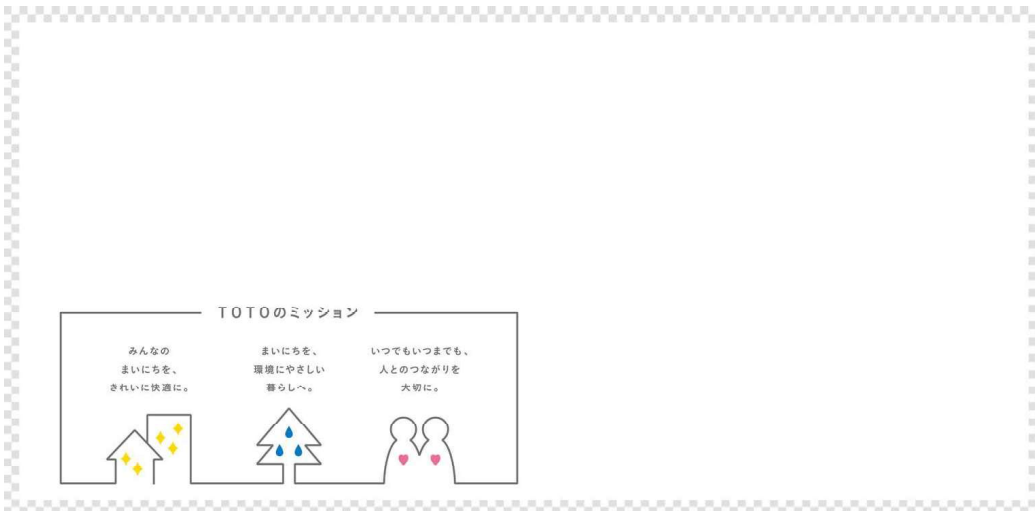 TOTOのミッション
みんなの
まいにちを、
きれいに快適に。
まいにちを、
環境にやさしい
暮らしへ。
いつでもいつまでも、
人とのつながりを
大切に。